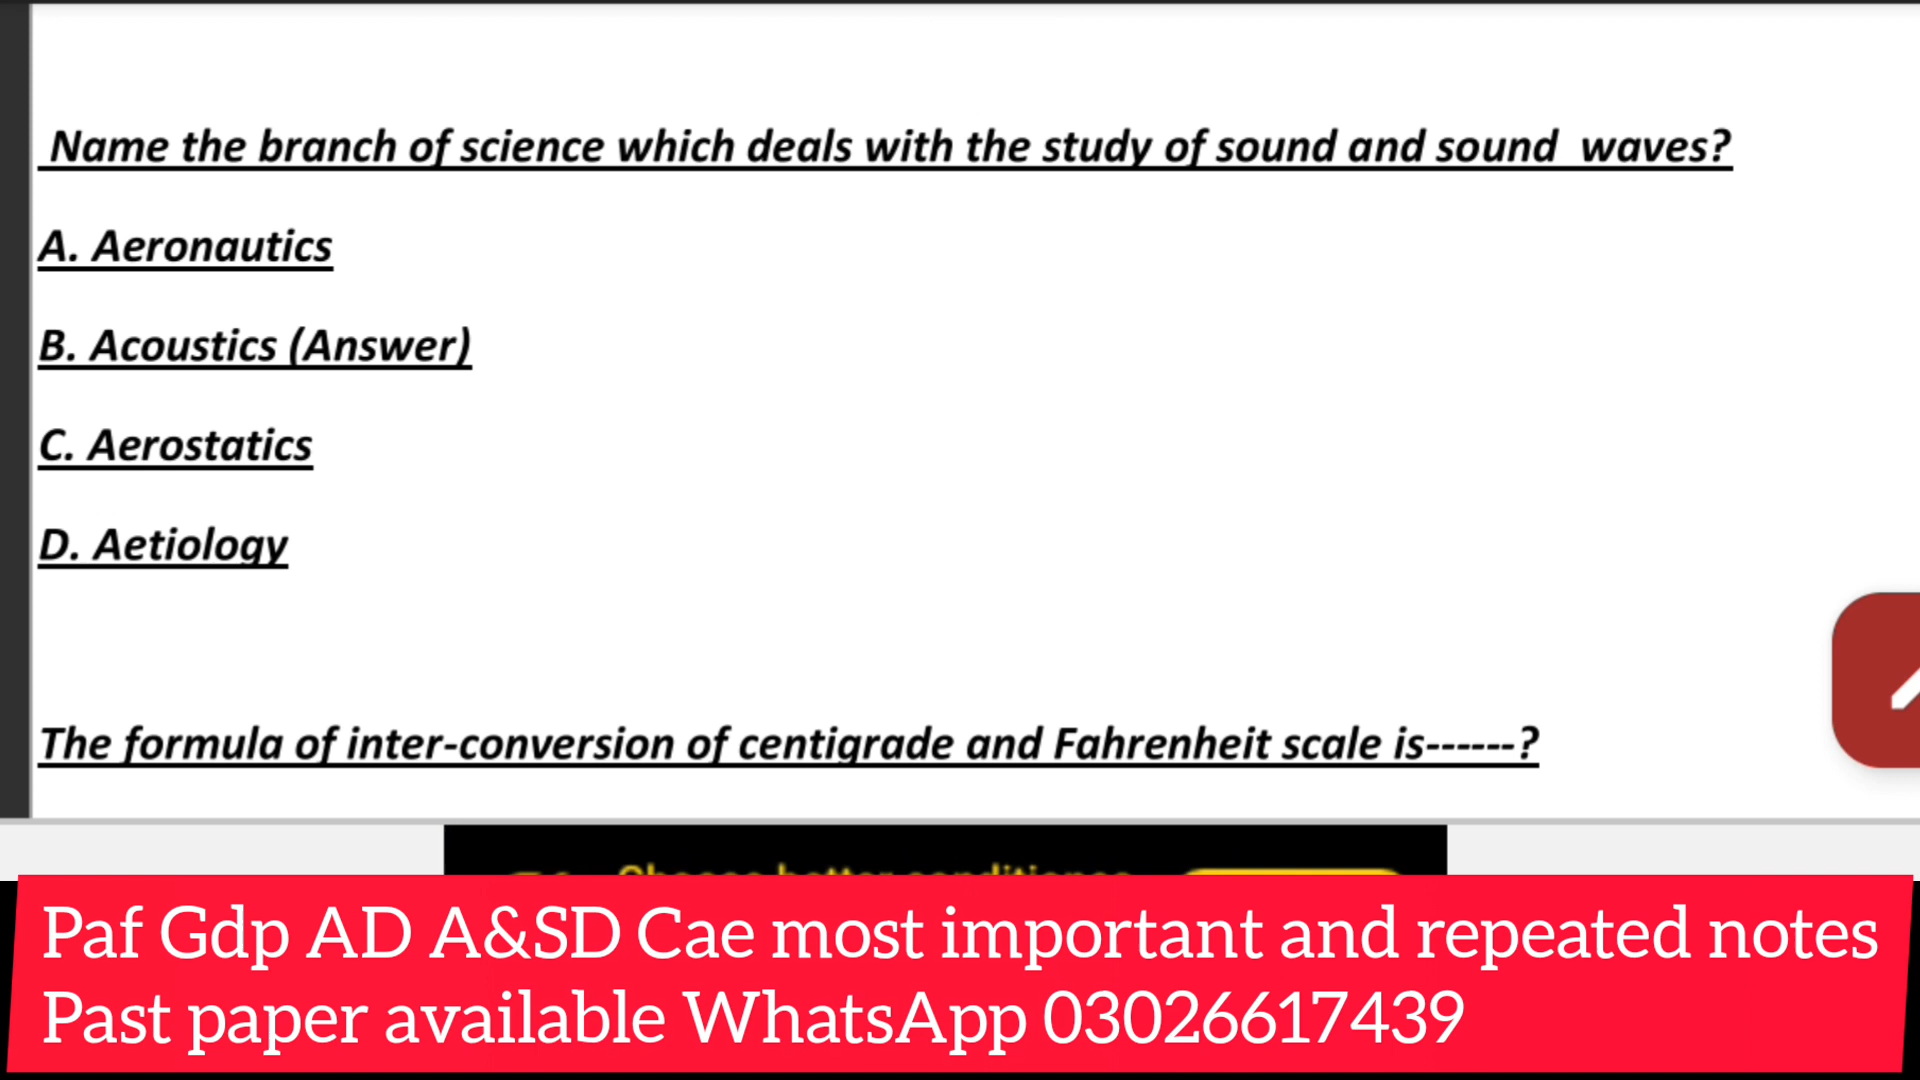 Name the branch of science which deals with the study of sound and sound waves?
A. Aeronautics
B. Acoustics (Answer)
C. Aerostatics
D. Aetiology
The formula of inter-conversion of centigrade and Fahrenheit scale is------?
Paf Gdp AD A&SD Cae most important and repeated notes
Past paper available WhatsApp 03026617439